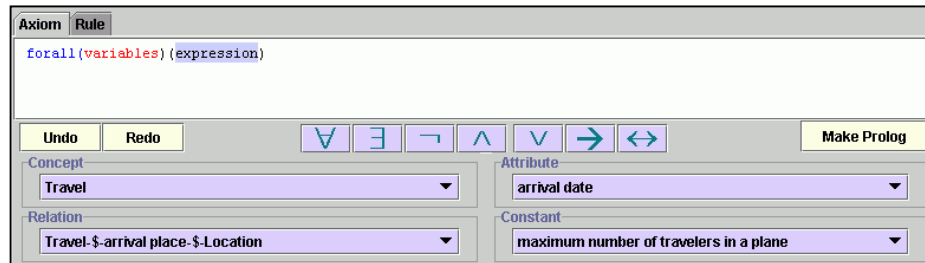 Axiom Rule
forall(variables)(expression)
Undo Redo ∀ ∃ ¬ ∧ ∨ → ↔ Make Prolog
Concept Attribute
Travel arrival date
Relation Constant
Travel-$-arrival place-$-Location maximum number of travelers in a plane